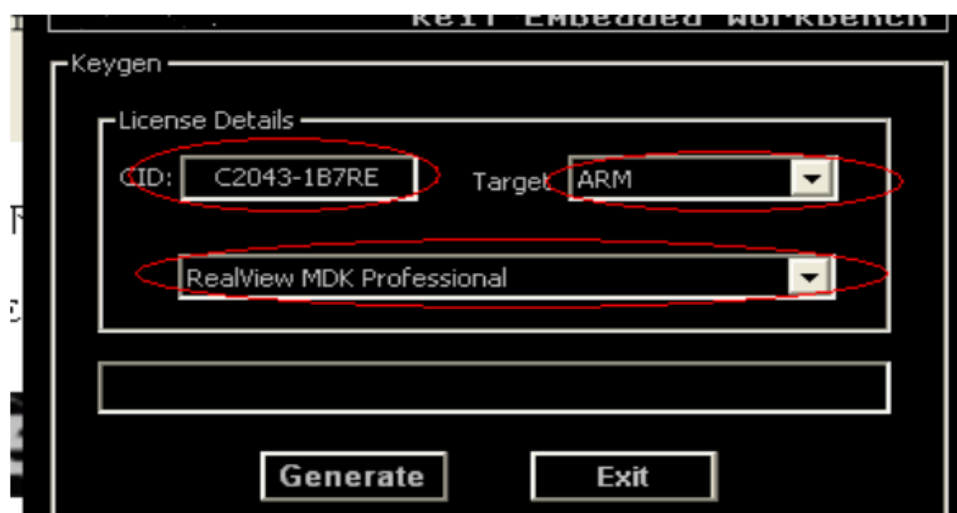 Keil Embedded Workbench
Keygen
License Details
CID: C2043-1B7RE Target ARM
RealView MDK Professional
Generate Exit